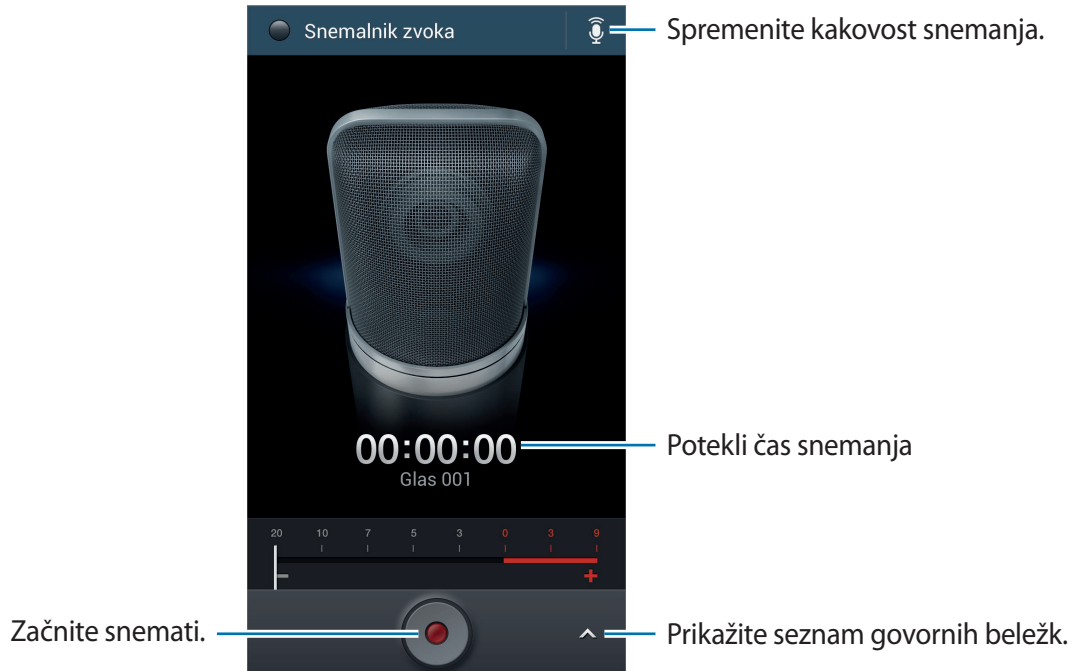 Snemalnik zvoka
Spremenite kakovost snemanja.
00:00:00
Potekli čas snemanja
Glas 001
20 10 7 5 3 0 3 9
− +
Začnite snemati.
Prikažite seznam govornih beležk.